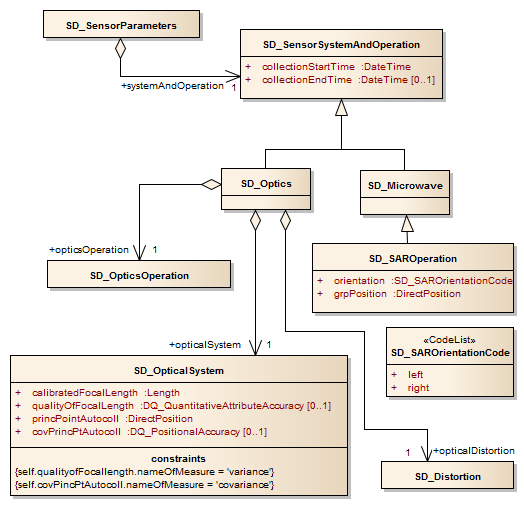 SD_SensorParameters
SD_SensorSystemAndOperation
+ collectionStartTime :DateTime
+ collectionEndTime :DateTime [0..1]
+systemAndOperation
1
SD_Optics
SD_Microwave
+opticsOperation
1
SD_OpticsOperation
SD_SAROperation
+ orientation :SD_SAROrientationCode
+ grpPosition :DirectPosition
«CodeList»
SD_SAROrientationCode
+ left
+ right
+opticalSystem
1
SD_OpticalSystem
+ calibratedFocalLength :Length
+ qualityOfFocalLength :DQ_QuantitativeAttributeAccuracy [0..1]
+ princPointAutocoll :DirectPosition
+ covPrincPtAutocoll :DQ_PositionalAccuracy [0..1]
constraints
{self.qualityofFocallength.nameOfMeasure = 'variance'}
{self.covPincPtAutocoll.nameOfMeasure = 'covariance'}
+opticalDistortion
1
SD_Distortion